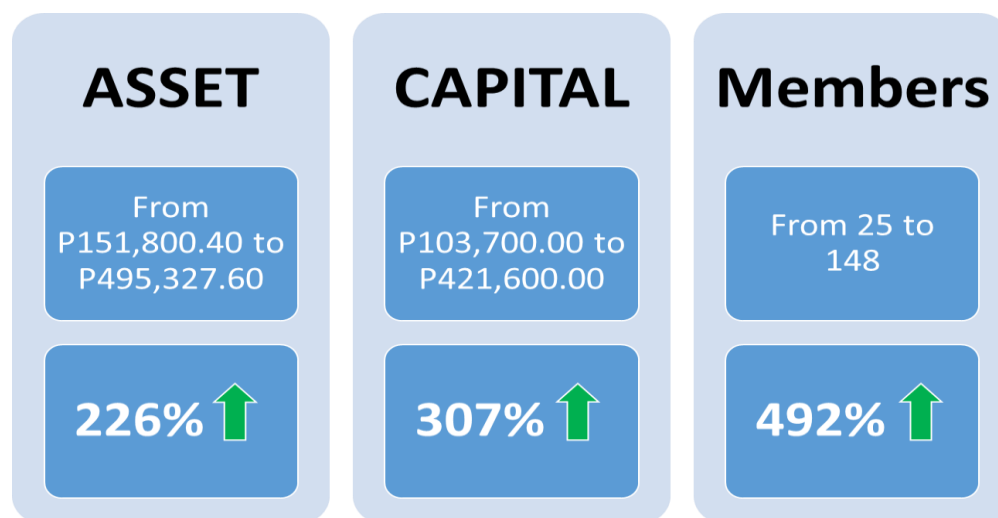 ASSET
From
P151,800.40 to
P495,327.60
226%
CAPITAL
From
P103,700.00 to
P421,600.00
307%
Members
From 25 to
148
492%